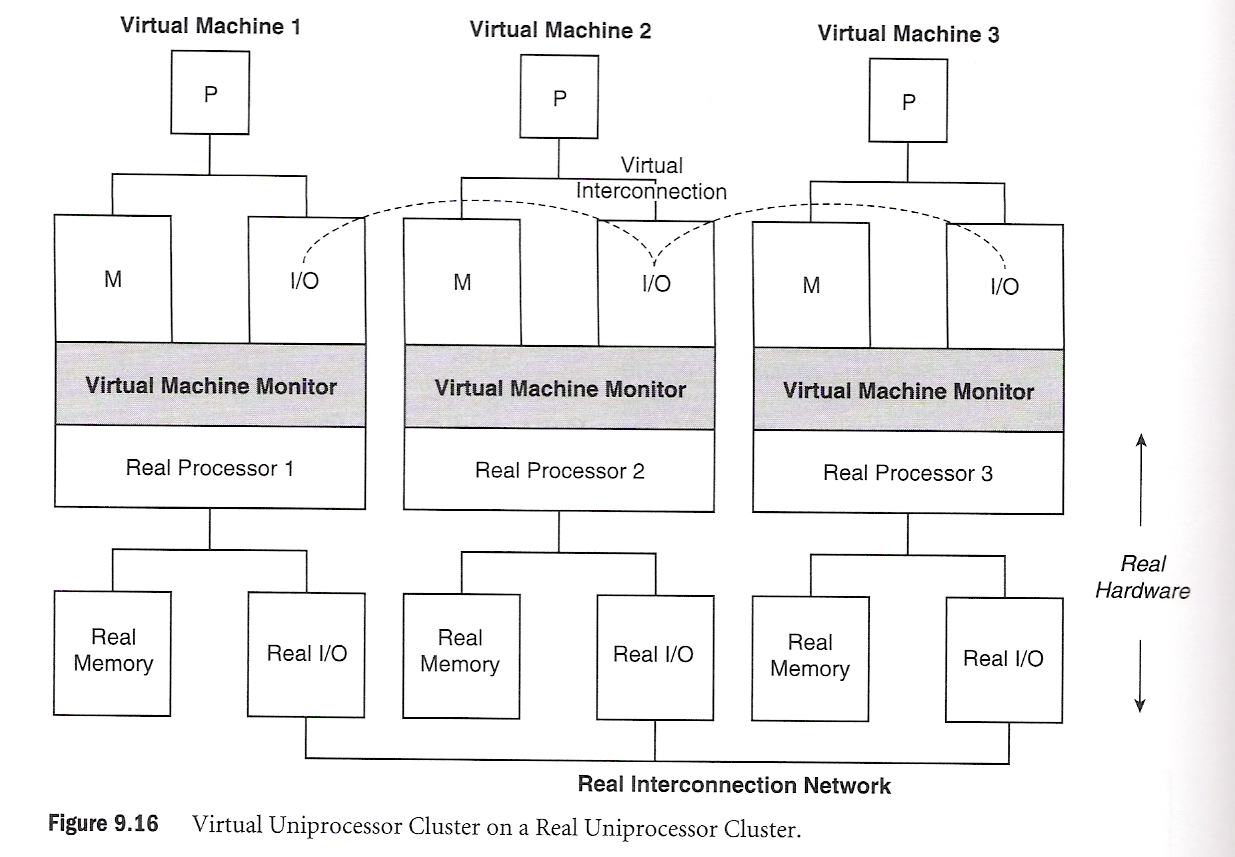 Virtual Machine 1
Virtual Machine 2
Virtual Machine 3
P
P
P
Virtual
Interconnection
M
I/O
M
I/O
M
I/O
Virtual Machine Monitor
Virtual Machine Monitor
Virtual Machine Monitor
Real Processor 1
Real Processor 2
Real Processor 3
Real
Hardware
Real
Memory
Real I/O
Real
Memory
Real I/O
Real
Memory
Real I/O
Real Interconnection Network
Figure 9.16 Virtual Uniprocessor Cluster on a Real Uniprocessor Cluster.